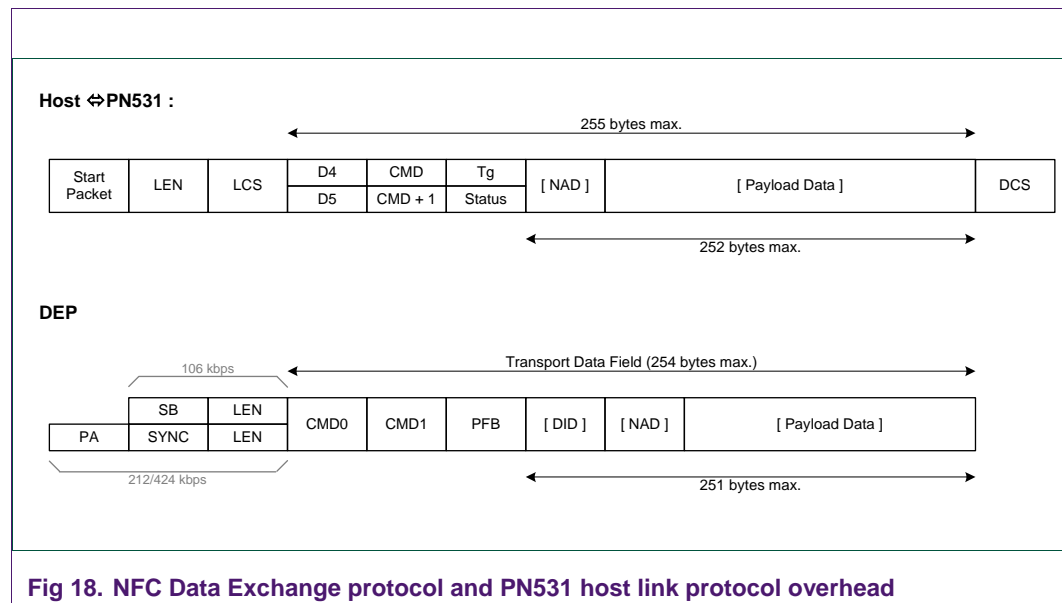 Host ⇔PN531 :
255 bytes max.
Start Packet LEN LCS D4 CMD Tg [ NAD ] [ Payload Data ] DCS
D5 CMD + 1 Status
252 bytes max.
DEP
106 kbps Transport Data Field (254 bytes max.)
SB LEN CMD0 CMD1 PFB [ DID ] [ NAD ] [ Payload Data ]
PA SYNC LEN
212/424 kbps 251 bytes max.
Fig 18. NFC Data Exchange protocol and PN531 host link protocol overhead